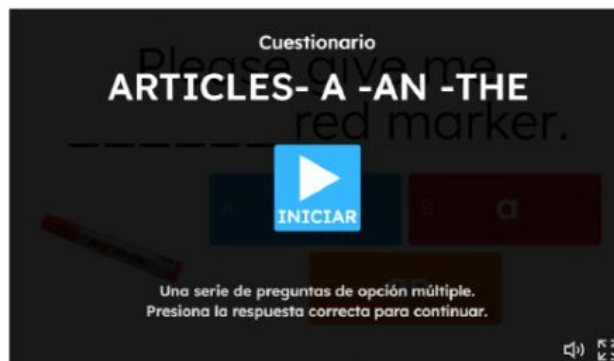 Cuestionario
Please give me
ARTICLES- A -AN -THE
______ red marker.
A
B a
INICIAR
Una serie de preguntas de opción múltiple.
Presiona la respuesta correcta para continuar.